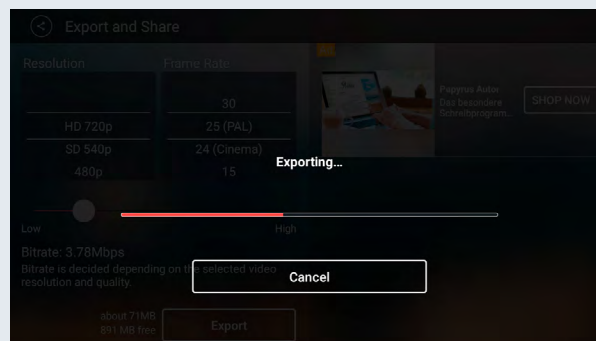 Export and Share
Resolution
Frame Rate
30
HD 720p
25 (PAL)
SD 540p
24 (Cinema)
480p
15
Papyrus Autor
Das besondere
Schreibprogram...
SHOP NOW
Exporting...
Low
High
Bitrate: 3.78Mbps
Bitrate is decided depending on the selected video
resolution and quality.
Cancel
about 71MB
891 MB free
Export